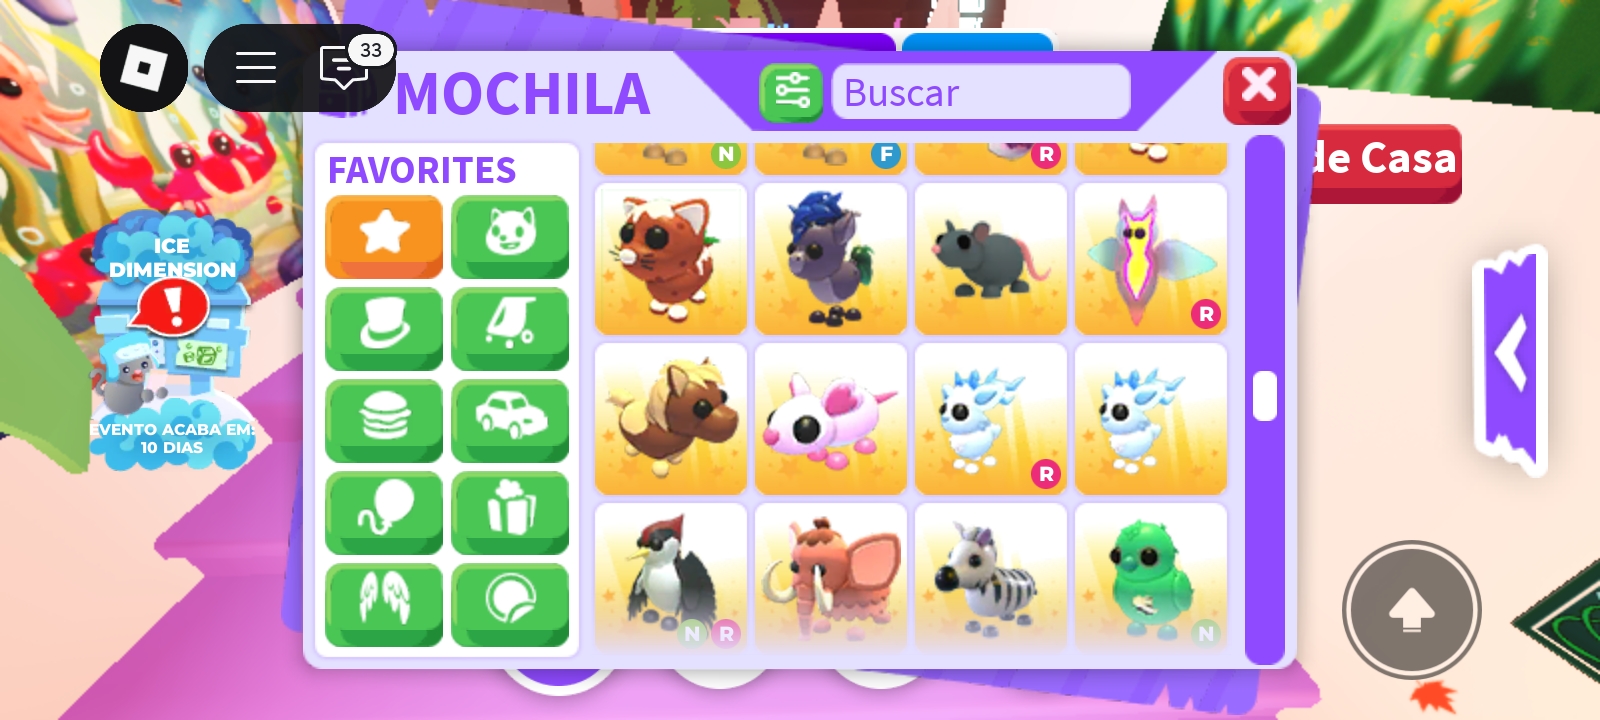 33
MOCHILA
Buscar
FAVORITES
N
F
R
de Casa
ICE
DIMENSION
!
R
EVENTO ACABA EM:
10 DIAS
R
N
R
N